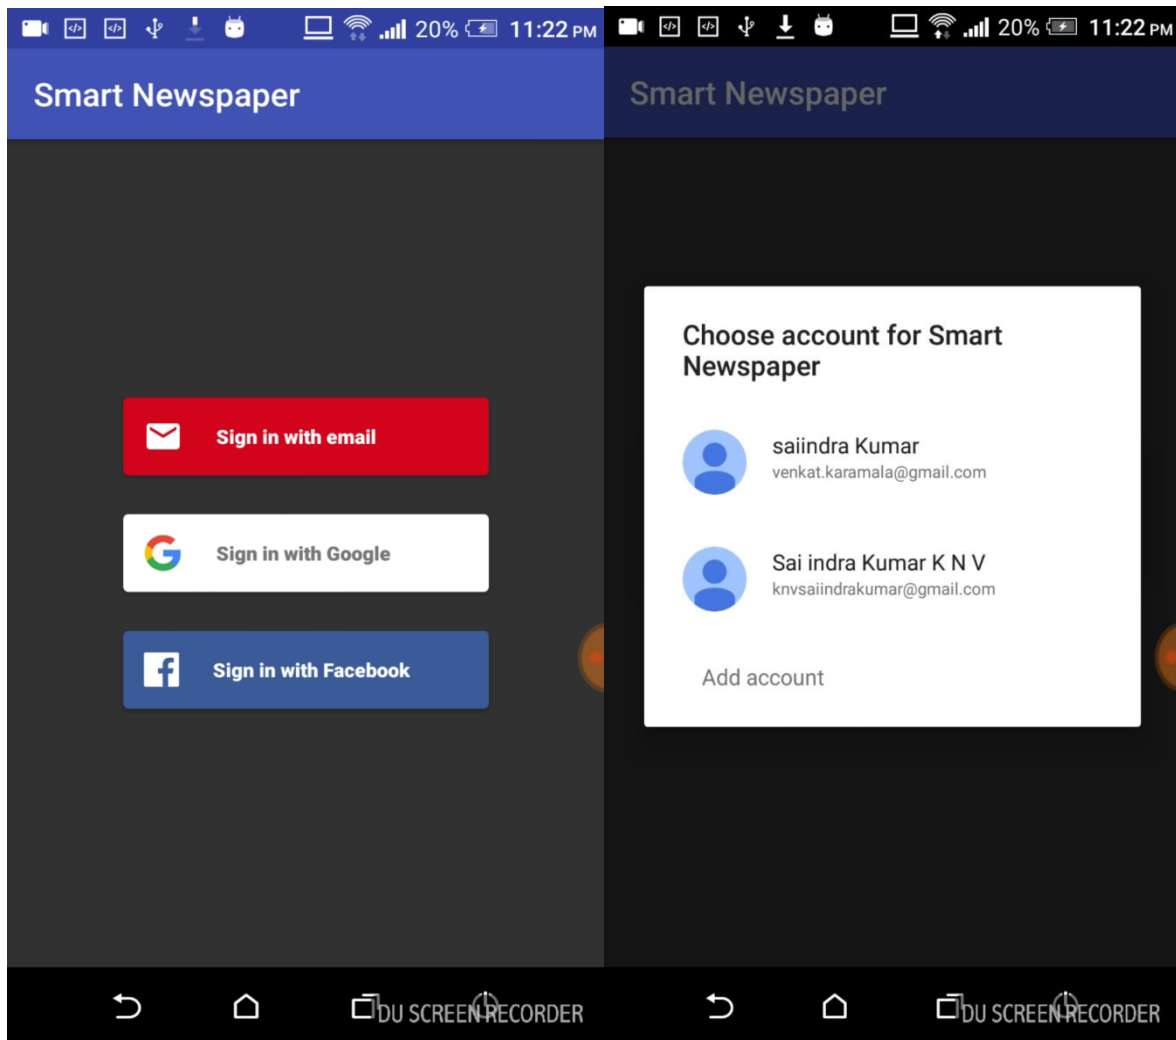 20% 11:22 PM
Smart Newspaper
Sign in with email
Sign in with Google
Sign in with Facebook
DU SCREEN RECORDER
20% 11:22 PM
Smart Newspaper
Choose account for Smart
Newspaper
saiindra Kumar
venkat.karamala@gmail.com
Sai indra Kumar K N V
knvsaiindrakumar@gmail.com
Add account
DU SCREEN RECORDER